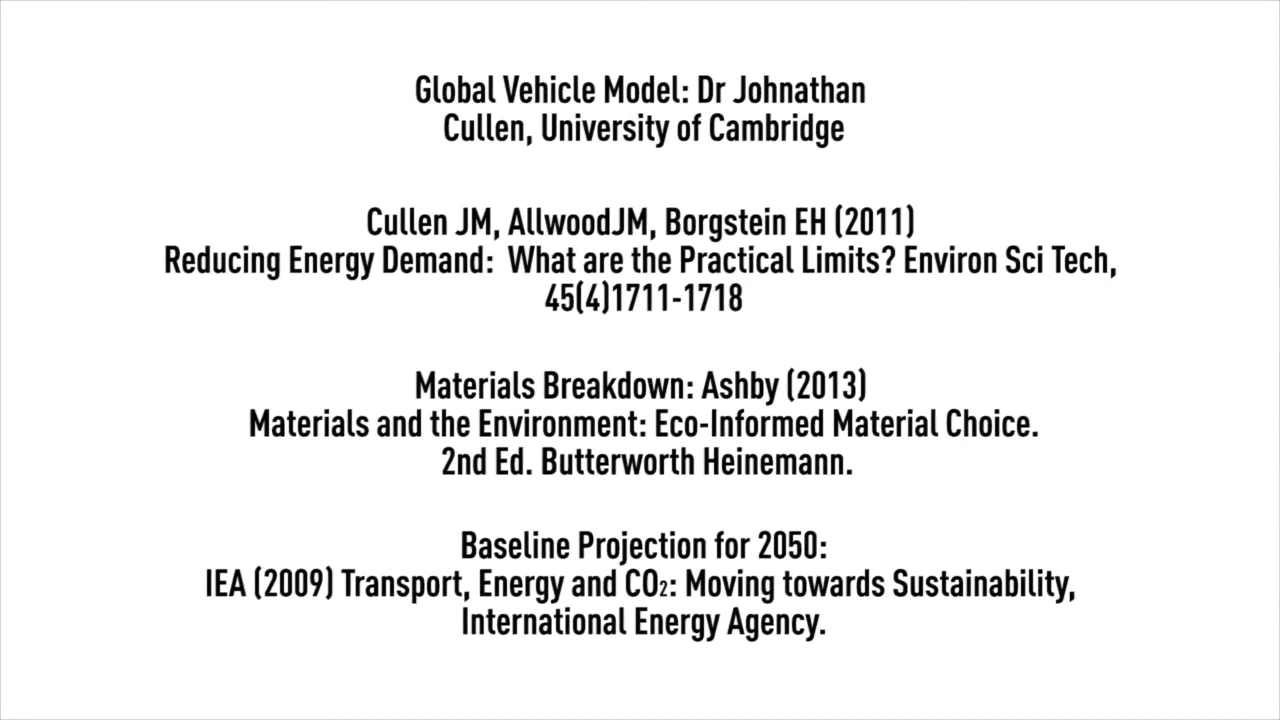 Global Vehicle Model: Dr Johnathan
Cullen, University of Cambridge
Cullen JM, AllwoodJM, Borgstein EH (2011)
Reducing Energy Demand:  What are the Practical Limits? Environ Sci Tech,
45(4)1711-1718
Materials Breakdown: Ashby (2013)
Materials and the Environment: Eco-Informed Material Choice.
2nd Ed. Butterworth Heinemann.
Baseline Projection for 2050:
IEA (2009) Transport, Energy and CO₂: Moving towards Sustainability,
International Energy Agency.